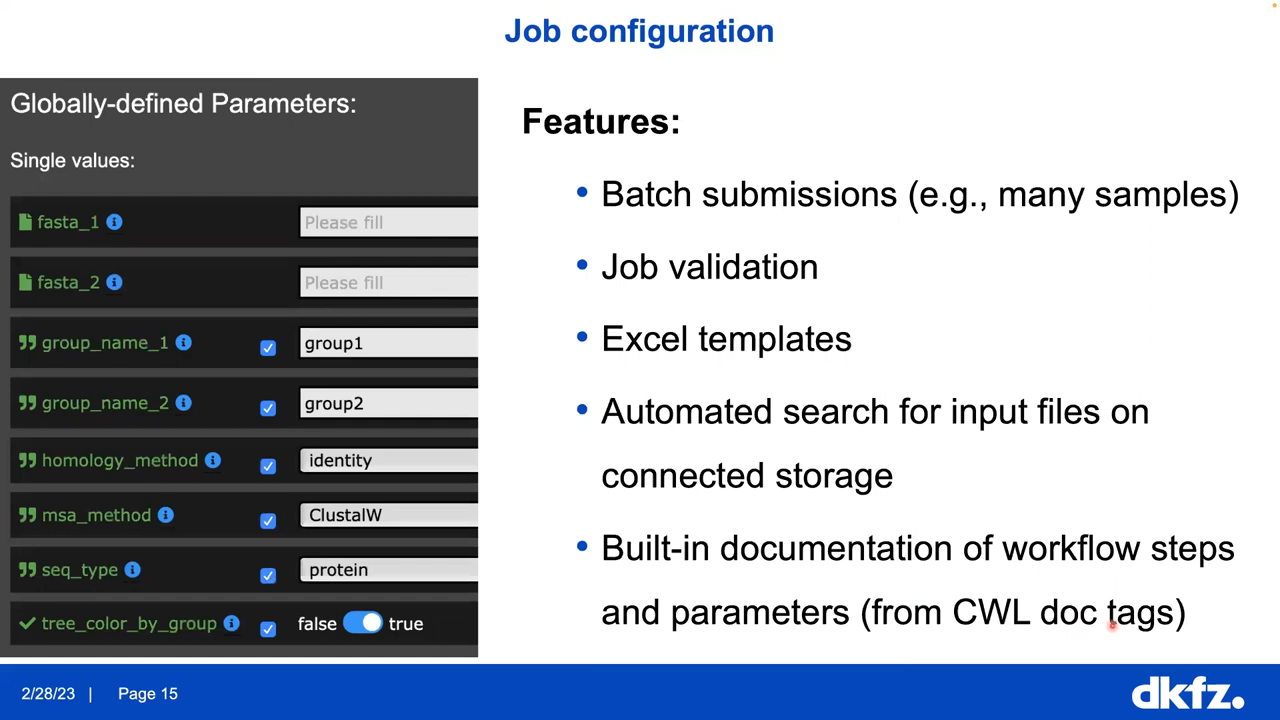 Job configuration
Globally-defined Parameters:
Single values:
fasta_1 Please fill
fasta_2 Please fill
group_name_1 group1
group_name_2 group2
homology_method identity
msa_method ClustalW
seq_type protein
tree_color_by_group false true
Features:
• Batch submissions (e.g., many samples)
• Job validation
• Excel templates
• Automated search for input files on
connected storage
• Built-in documentation of workflow steps
and parameters (from CWL doc tags)
2/28/23 | Page 15
dkfz.